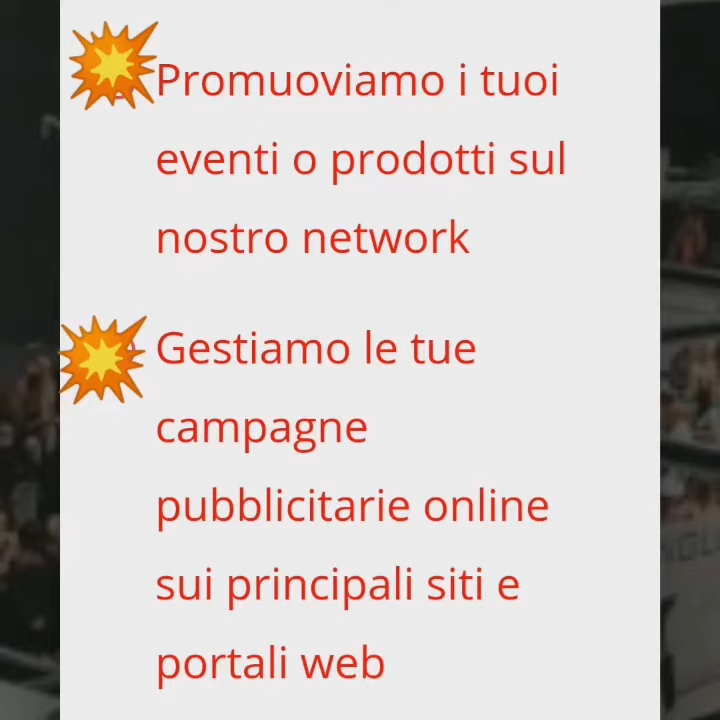 Promuoviamo i tuoi
eventi o prodotti sul
nostro network
Gestiamo le tue
campagne
pubblicitarie online
sui principali siti e
portali web